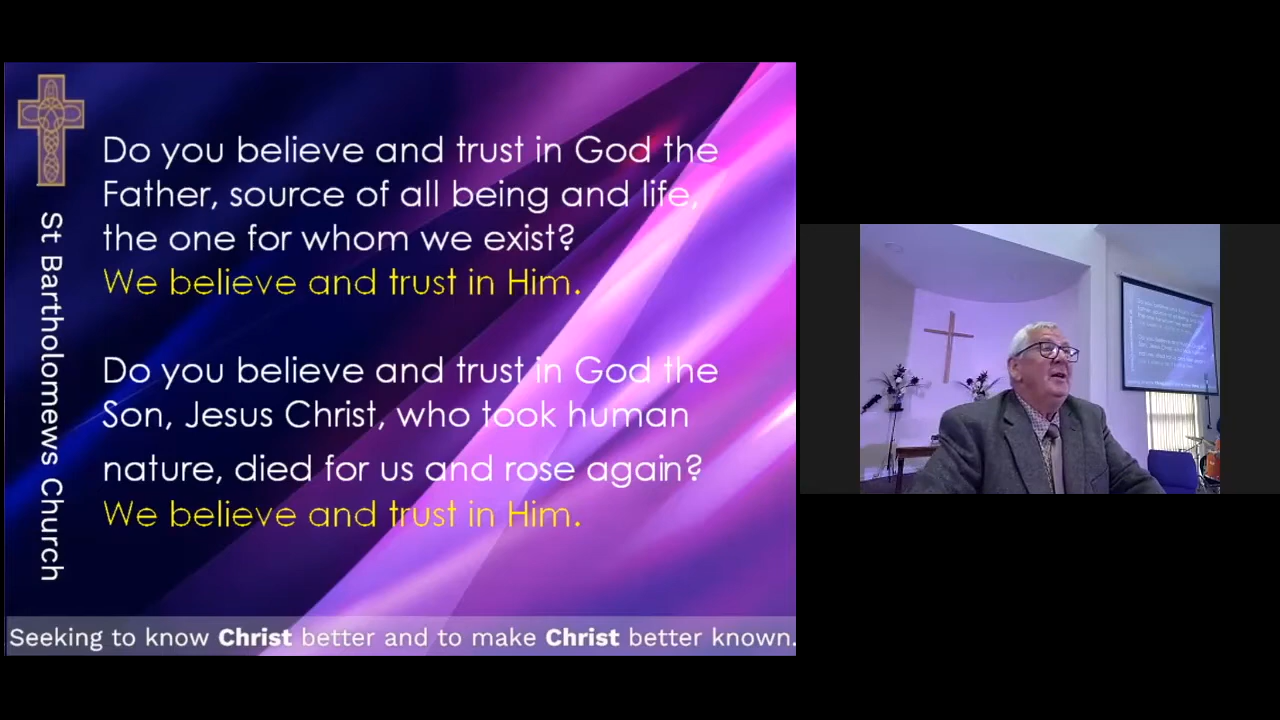 Do you believe and trust in God the
Father, source of all being and life,
the one for whom we exist?
We believe and trust in Him.
Do you believe and trust in God the
Son, Jesus Christ, who took human
nature, died for us and rose again?
We believe and trust in Him.
St Bartholomews Church
Seeking to know Christ better and to make Christ better known.